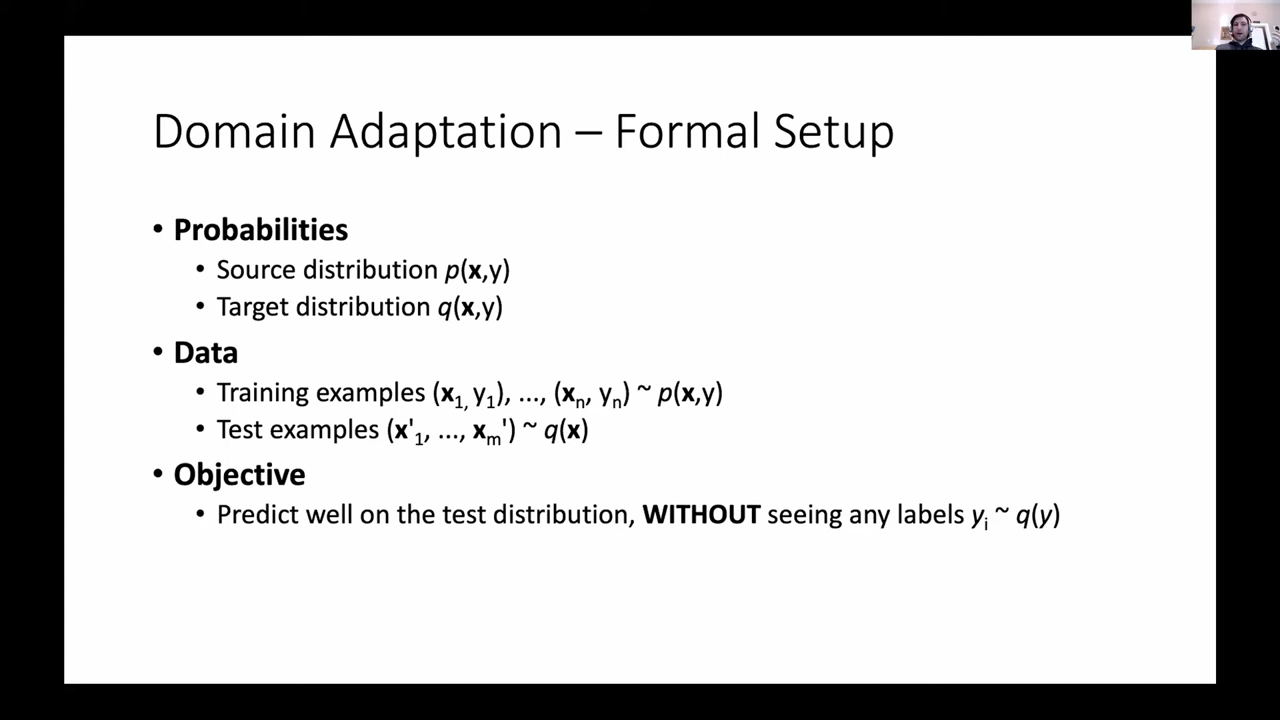 Domain Adaptation – Formal Setup
• Probabilities
• Source distribution p(x,y)
• Target distribution q(x,y)
• Data
• Training examples (x₁, y₁), ..., (xₙ, yₙ) ~ p(x,y)
• Test examples (x'₁, ..., xₘ') ~ q(x)
• Objective
• Predict well on the test distribution, WITHOUT seeing any labels yᵢ ~ q(y)